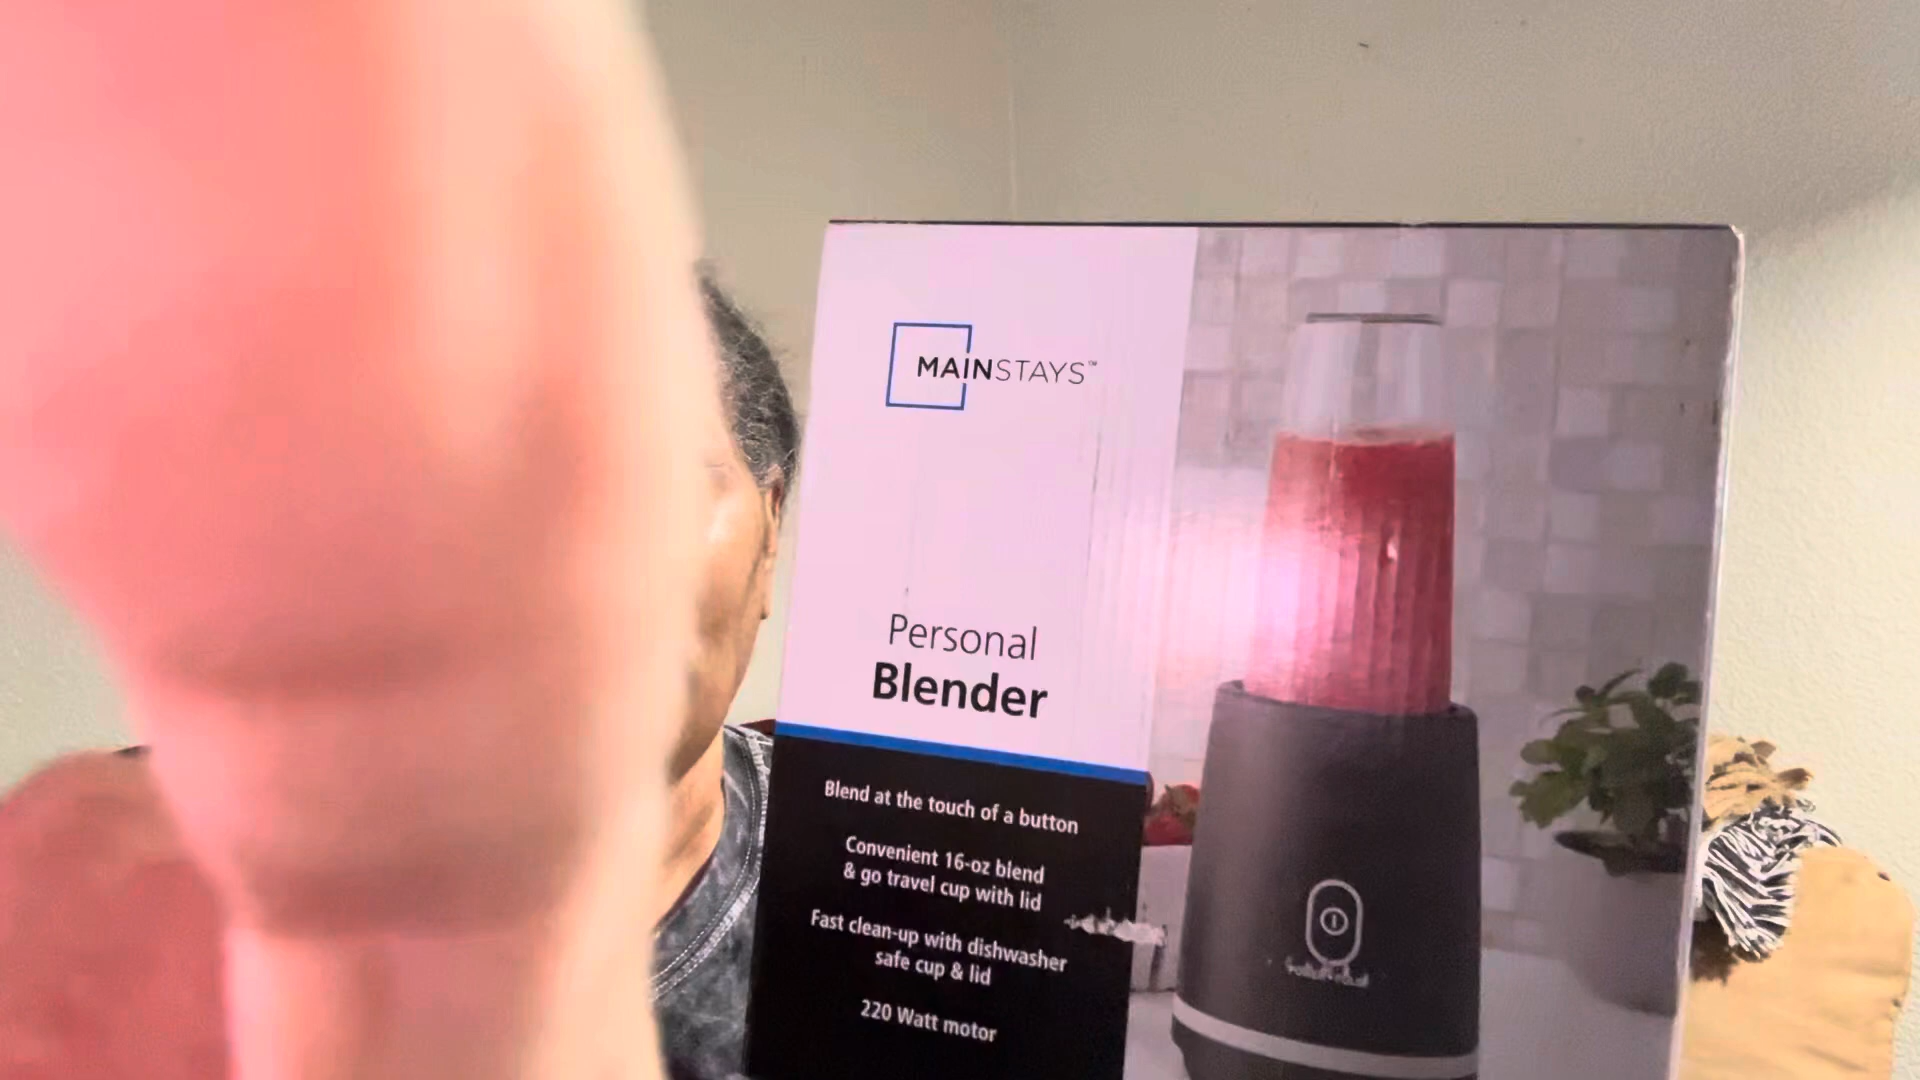 MAINSTAYS™
Personal
Blender
Blend at the touch of a button
Convenient 16-oz blend
& go travel cup with lid
Fast clean-up with dishwasher
safe cup & lid
220 Watt motor